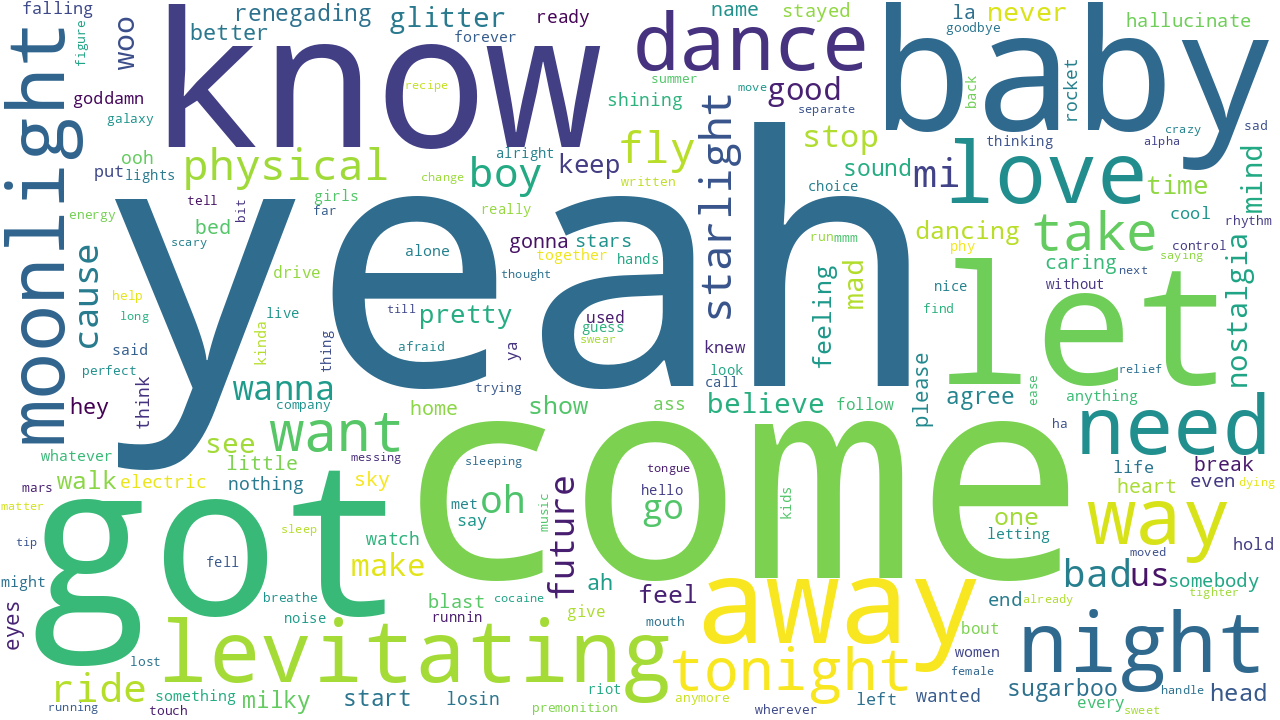 falling
renegading
glitter
ready
name
stayed
la
never
woo
better
forever
dance
goodbye
hallucinate
figure
know
baby
moonlight
summer
move
good
back
rocket
goddamn
recipe
shining
separate
galaxy
starlight
stop
thinking
crazy
alpha
sad
ooh
physical
alright
boy
keep
fly
sound
mi
love
time
mind
put
lights
change
written
choice
tell
girls
energy
bit
far
really
bed
dancing
take
cool
rhythm
scary
yeah
alone
gonna
stars
together
hands
run
mmm
phy
control
saying
cause
drive
thought
feeling
mad
caring
next
nostalgia
nice
without
let
help
long
live
till
pretty
used
guess
swear
find
said
kinda
thing
afraid
ya
knew
look
call
relief
perfect
think
wanna
trying
please
agree
ease
anything
hey
company
home
show
ass
believe
follow
need
ha
want
see
whatever
little
messing
sleeping
tongue
life
break
walk
electric
nothing
sky
mars
come
hello
kids
heart
even
dying
matter
got
met
oh
go
say
music
future
one
way
letting
tip
sleep
watch
moved
hold
fell
make
might
ah
bad
us
somebody
breathe
blast
cocaine
feel
away
end
already
tighter
eyes
noise
runnin
give
mouth
bout
night
levitating
lost
tonight
women
female
ride
something
milky
start
losin
riot
anymore
left
wanted
sugarboo
handle
head
running
touch
premonition
wherever
every
sweet